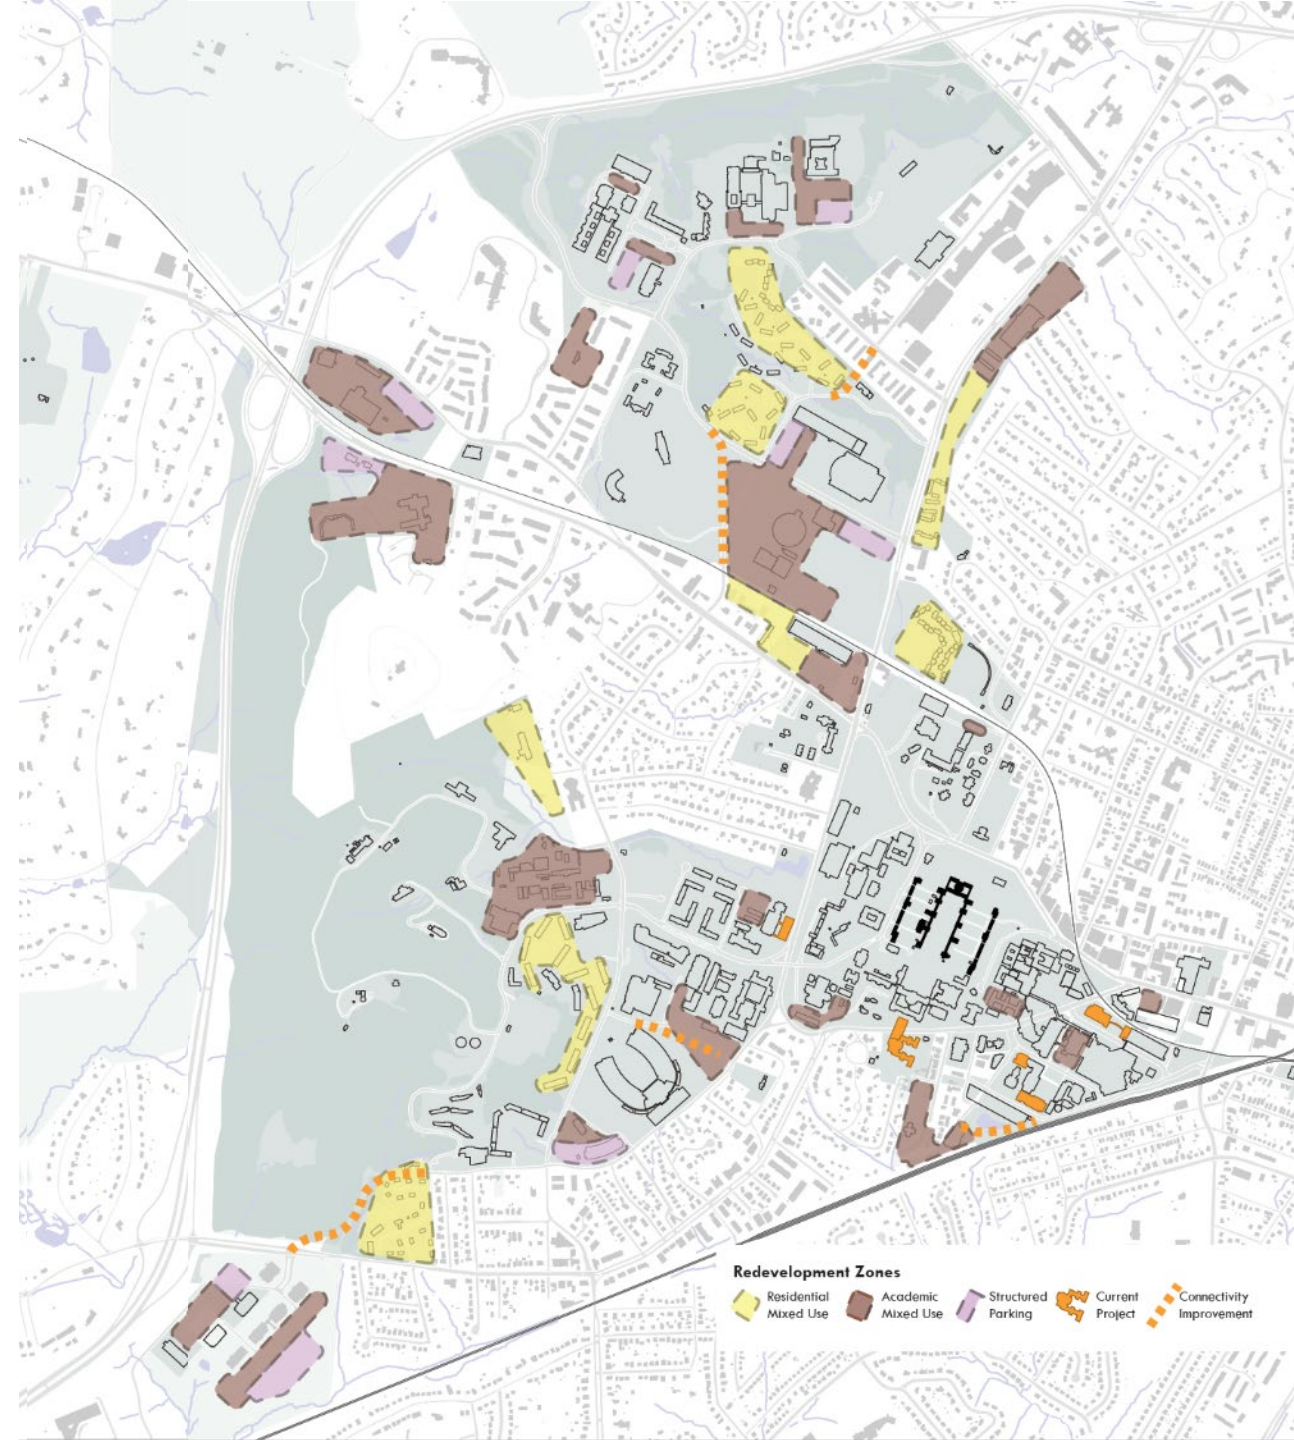 Redevelopment Zones
Residential
Mixed Use
Academic
Mixed Use
Structured
Parking
Current
Project
Connectivity
Improvement